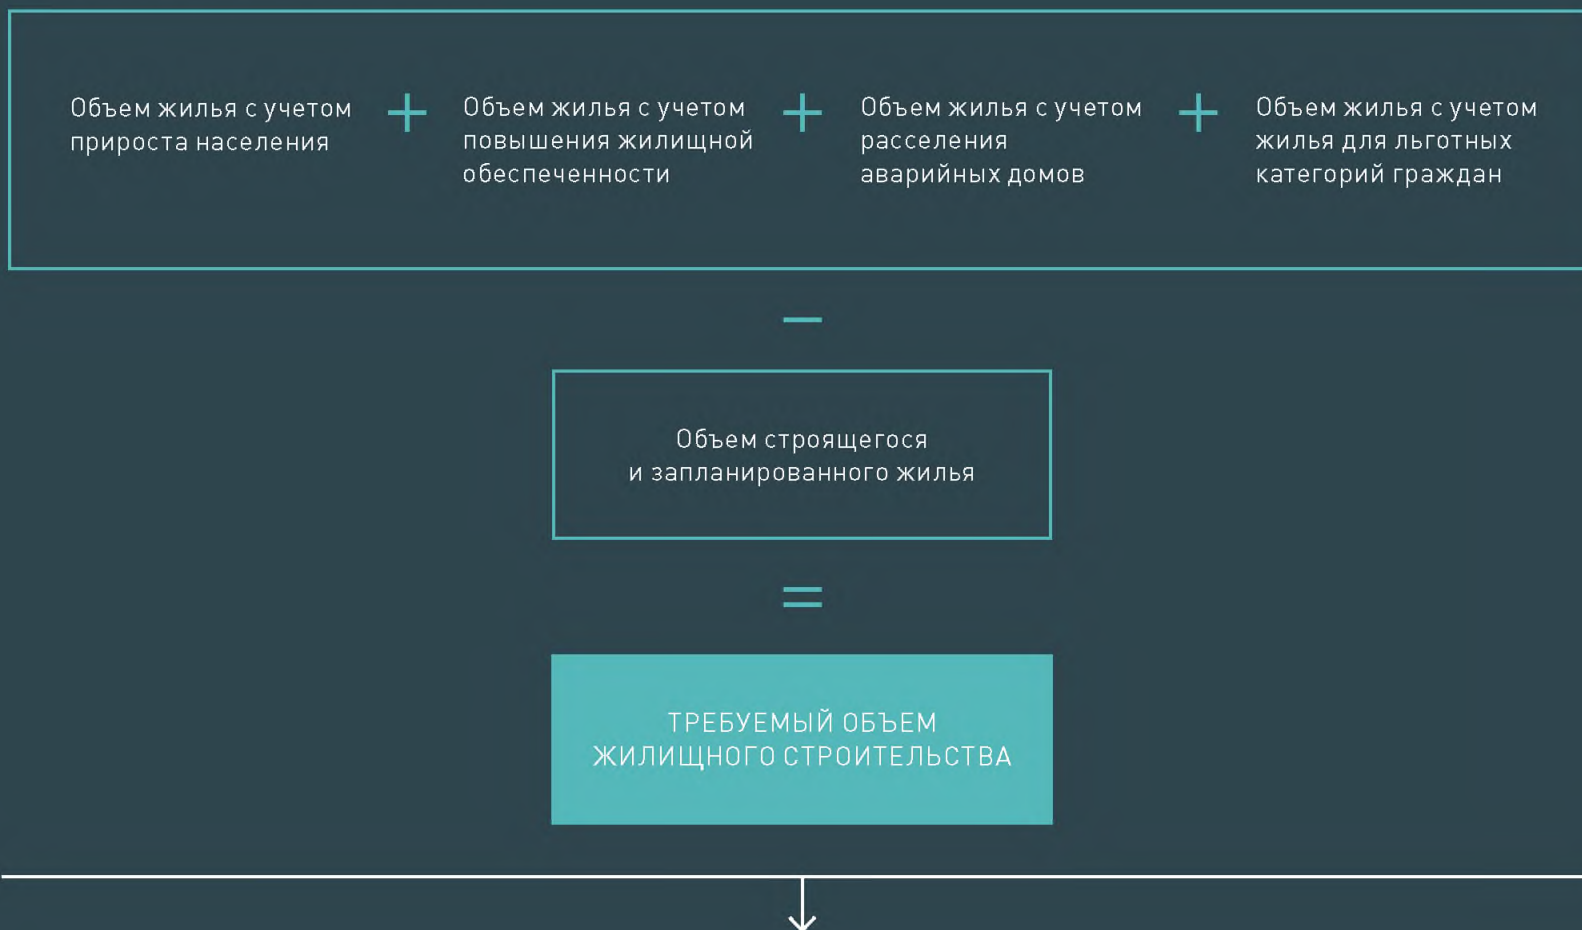 Объем жилья с учетом
прироста населения
+
Объем жилья с учетом
повышения жилищной
обеспеченности
+
Объем жилья с учетом
расселения
аварийных домов
+
Объем жилья с учетом
жилья для льготных
категорий граждан
–
Объем строящегося
и запланированного жилья
=
ТРЕБУЕМЫЙ ОБЪЕМ
ЖИЛИЩНОГО СТРОИТЕЛЬСТВА